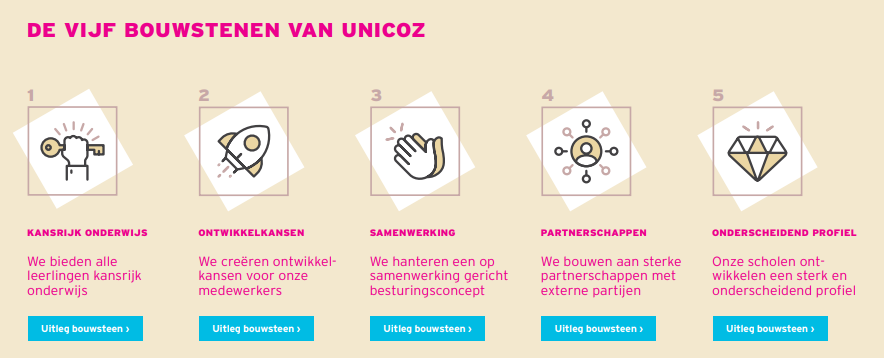 DE VIJF BOUWSTENEN VAN UNICOZ
1
KANSRIJK ONDERWIJS
We bieden alle
leerlingen kansrijk
onderwijs
Uitleg bouwsteen ›
2
ONTWIKKELKANSEN
We creëren ontwikkel-
kansen voor onze
medewerkers
Uitleg bouwsteen ›
3
SAMENWERKING
We hanteren een op
samenwerking gericht
besturingsconcept
Uitleg bouwsteen ›
4
PARTNERSCHAPPEN
We bouwen aan sterke
partnerschappen met
externe partijen
Uitleg bouwsteen ›
5
ONDERSCHEIDEND PROFIEL
Onze scholen ont-
wikkelen een sterk en
onderscheidend profiel
Uitleg bouwsteen ›